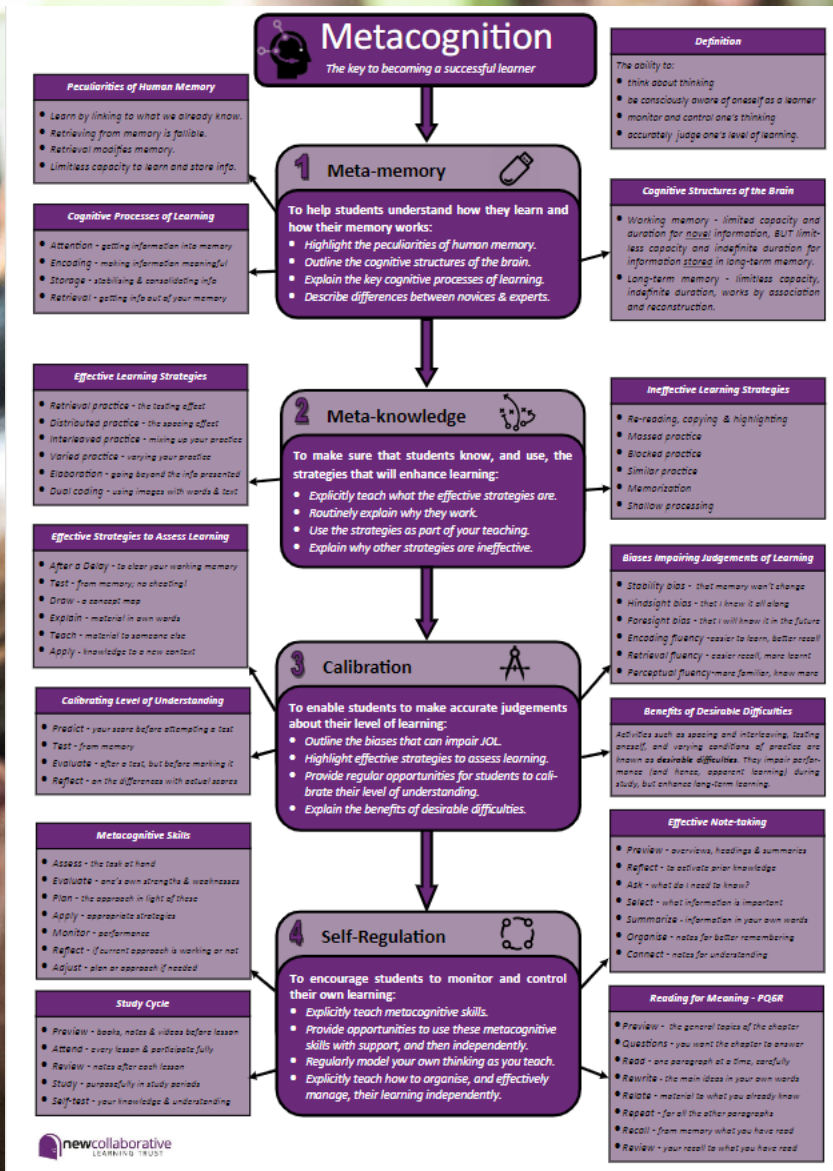 Metacognition
The key to becoming a successful learner
Definition
The ability to:
• think about thinking
• be consciously aware of oneself as a learner
• monitor and control one's thinking
• accurately judge one's level of learning.
Peculiarities of Human Memory
• Learn by linking to what we already know.
• Retrieving from memory is fallible.
• Retrieval modifies memory.
• Limitless capacity to learn and store info.
1 Meta-memory
To help students understand how they learn and
how their memory works:
• Highlight the peculiarities of human memory.
• Outline the cognitive structures of the brain.
• Explain the key cognitive processes of learning.
• Describe differences between novices & experts.
Cognitive Processes of Learning
• Attention - getting information into memory
• Encoding - making information meaningful
• Storage - stabilising & consolidating info
• Retrieval - getting info out of your memory
Cognitive Structures of the Brain
• Working memory - limited capacity and
duration for novel information, BUT limit-
less capacity and indefinite duration for
information stored in long-term memory.
• Long-term memory - limitless capacity,
indefinite duration, works by association
and reconstruction.
Effective Learning Strategies
• Retrieval practice - the testing effect
• Distributed practice - the spacing effect
• Interleaved practice - mixing up your practice
• Varied practice - varying your practice
• Elaboration - going beyond the info presented
• Dual coding - using images with words & text
2 Meta-knowledge
To make sure that students know, and use, the
strategies that will enhance learning:
• Explicitly teach what the effective strategies are.
• Routinely explain why they work.
• Use the strategies as part of your teaching.
• Explain why other strategies are ineffective.
Ineffective Learning Strategies
• Re-reading, copying & highlighting
• Massed practice
• Blocked practice
• Similar practice
• Memorization
• Shallow processing
Effective Strategies to Assess Learning
• After a Delay - to clear your working memory
• Test - from memory; no cheating!
• Draw - a concept map
• Explain - material in own words
• Teach - material to someone else
• Apply - knowledge to a new context
Biases Impairing Judgements of Learning
• Stability bias - that memory won't change
• Hindsight bias - that I knew it all along
• Foresight bias - that I will know it in the future
• Encoding fluency -easier to learn, better recall
• Retrieval fluency - easier recall, more learnt
• Perceptual fluency-more familiar, know more
3 Calibration
To enable students to make accurate judgements
about their level of learning:
• Outline the biases that can impair JOL.
• Highlight effective strategies to assess learning.
• Provide regular opportunities for students to cali-
brate their level of understanding.
• Explain the benefits of desirable difficulties.
Calibrating Level of Understanding
• Predict - your score before attempting a test
• Test - from memory
• Evaluate - after a test, but before marking it
• Reflect - on the differences with actual scores
Benefits of Desirable Difficulties
Activities such as spacing and interleaving, testing
oneself, and varying conditions of practice are
known as desirable difficulties. They impair perfor-
mance (and hence, apparent learning) during
study, but enhance long-term learning.
Metacognitive Skills
• Assess - the task at hand
• Evaluate - one's own strengths & weaknesses
• Plan - the approach in light of these
• Apply - appropriate strategies
• Monitor - performance
• Reflect - if current approach is working or not
• Adjust - plan or approach if needed
Effective Note-taking
• Preview - overviews, headings & summaries
• Reflect - to activate prior knowledge
• Ask - what do I need to know?
• Select - what information is important
• Summarize - information in your own words
• Organise - notes for better remembering
• Connect - notes for understanding
4 Self-Regulation
To encourage students to monitor and control
their own learning:
• Explicitly teach metacognitive skills.
• Provide opportunities to use these metacognitive
skills with support, and then independently.
• Regularly model your own thinking as you teach.
• Explicitly teach how to organise, and effectively
manage, their learning independently.
Study Cycle
• Preview - books, notes & videos before lesson
• Attend - every lesson & participate fully
• Review - notes after each lesson
• Study - purposefully in study periods
• Self-test - your knowledge & understanding
Reading for Meaning - PQ6R
• Preview - the general topics of the chapter
• Questions - you want the chapter to answer
• Read - one paragraph at a time, carefully
• Rewrite - the main ideas in your own words
• Relate - material to what you already know
• Repeat - for all the other paragraphs
• Recall - from memory what you have read
• Review - your recall to what you have read
newcollaborative
LEARNING TRUST